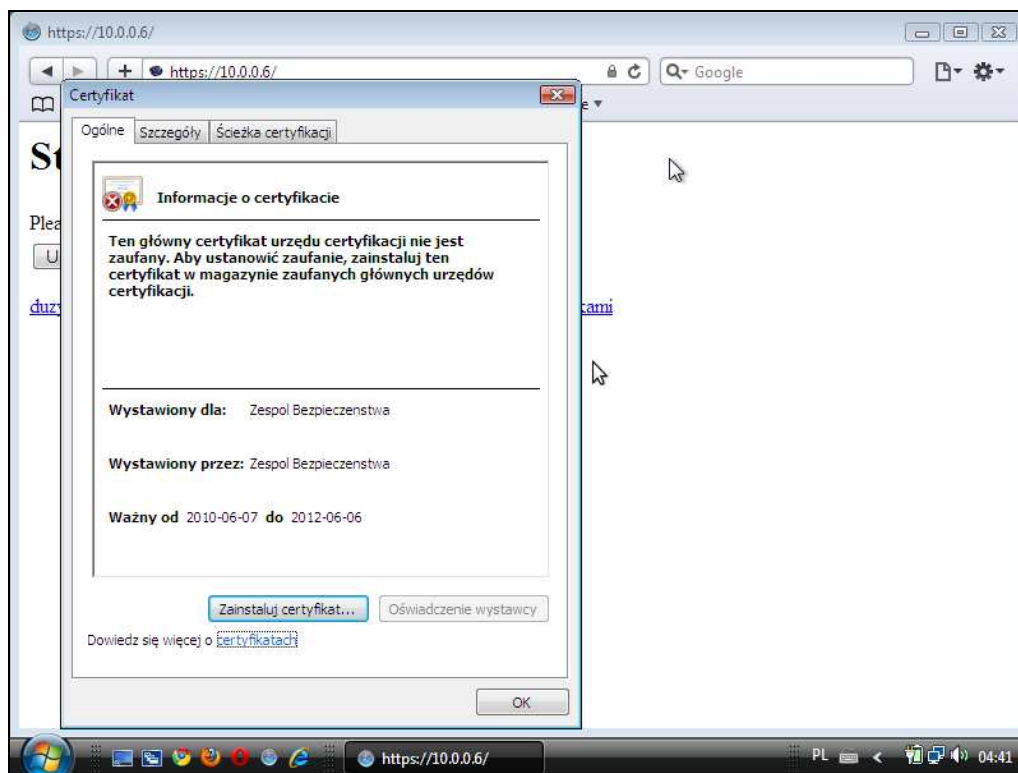 https://10.0.0.6/
https://10.0.0.6/
Google
Certyfikat
e
Ogólne Szczegóły Ścieżka certyfikacji
St
Informacje o certyfikacie
Plea
Ten główny certyfikat urzędu certyfikacji nie jest
zaufany. Aby ustanowić zaufanie, zainstaluj ten
certyfikat w magazynie zaufanych głównych urzędów
certyfikacji.
U
duzy
kami
Wystawiony dla: Zespol Bezpieczenstwa
Wystawiony przez: Zespol Bezpieczenstwa
Ważny od 2010-06-07 do 2012-06-06
Zainstaluj certyfikat... Oświadczenie wystawcy
Dowiedz się więcej o certyfikatach
OK
https://10.0.0.6/
PL
04:41